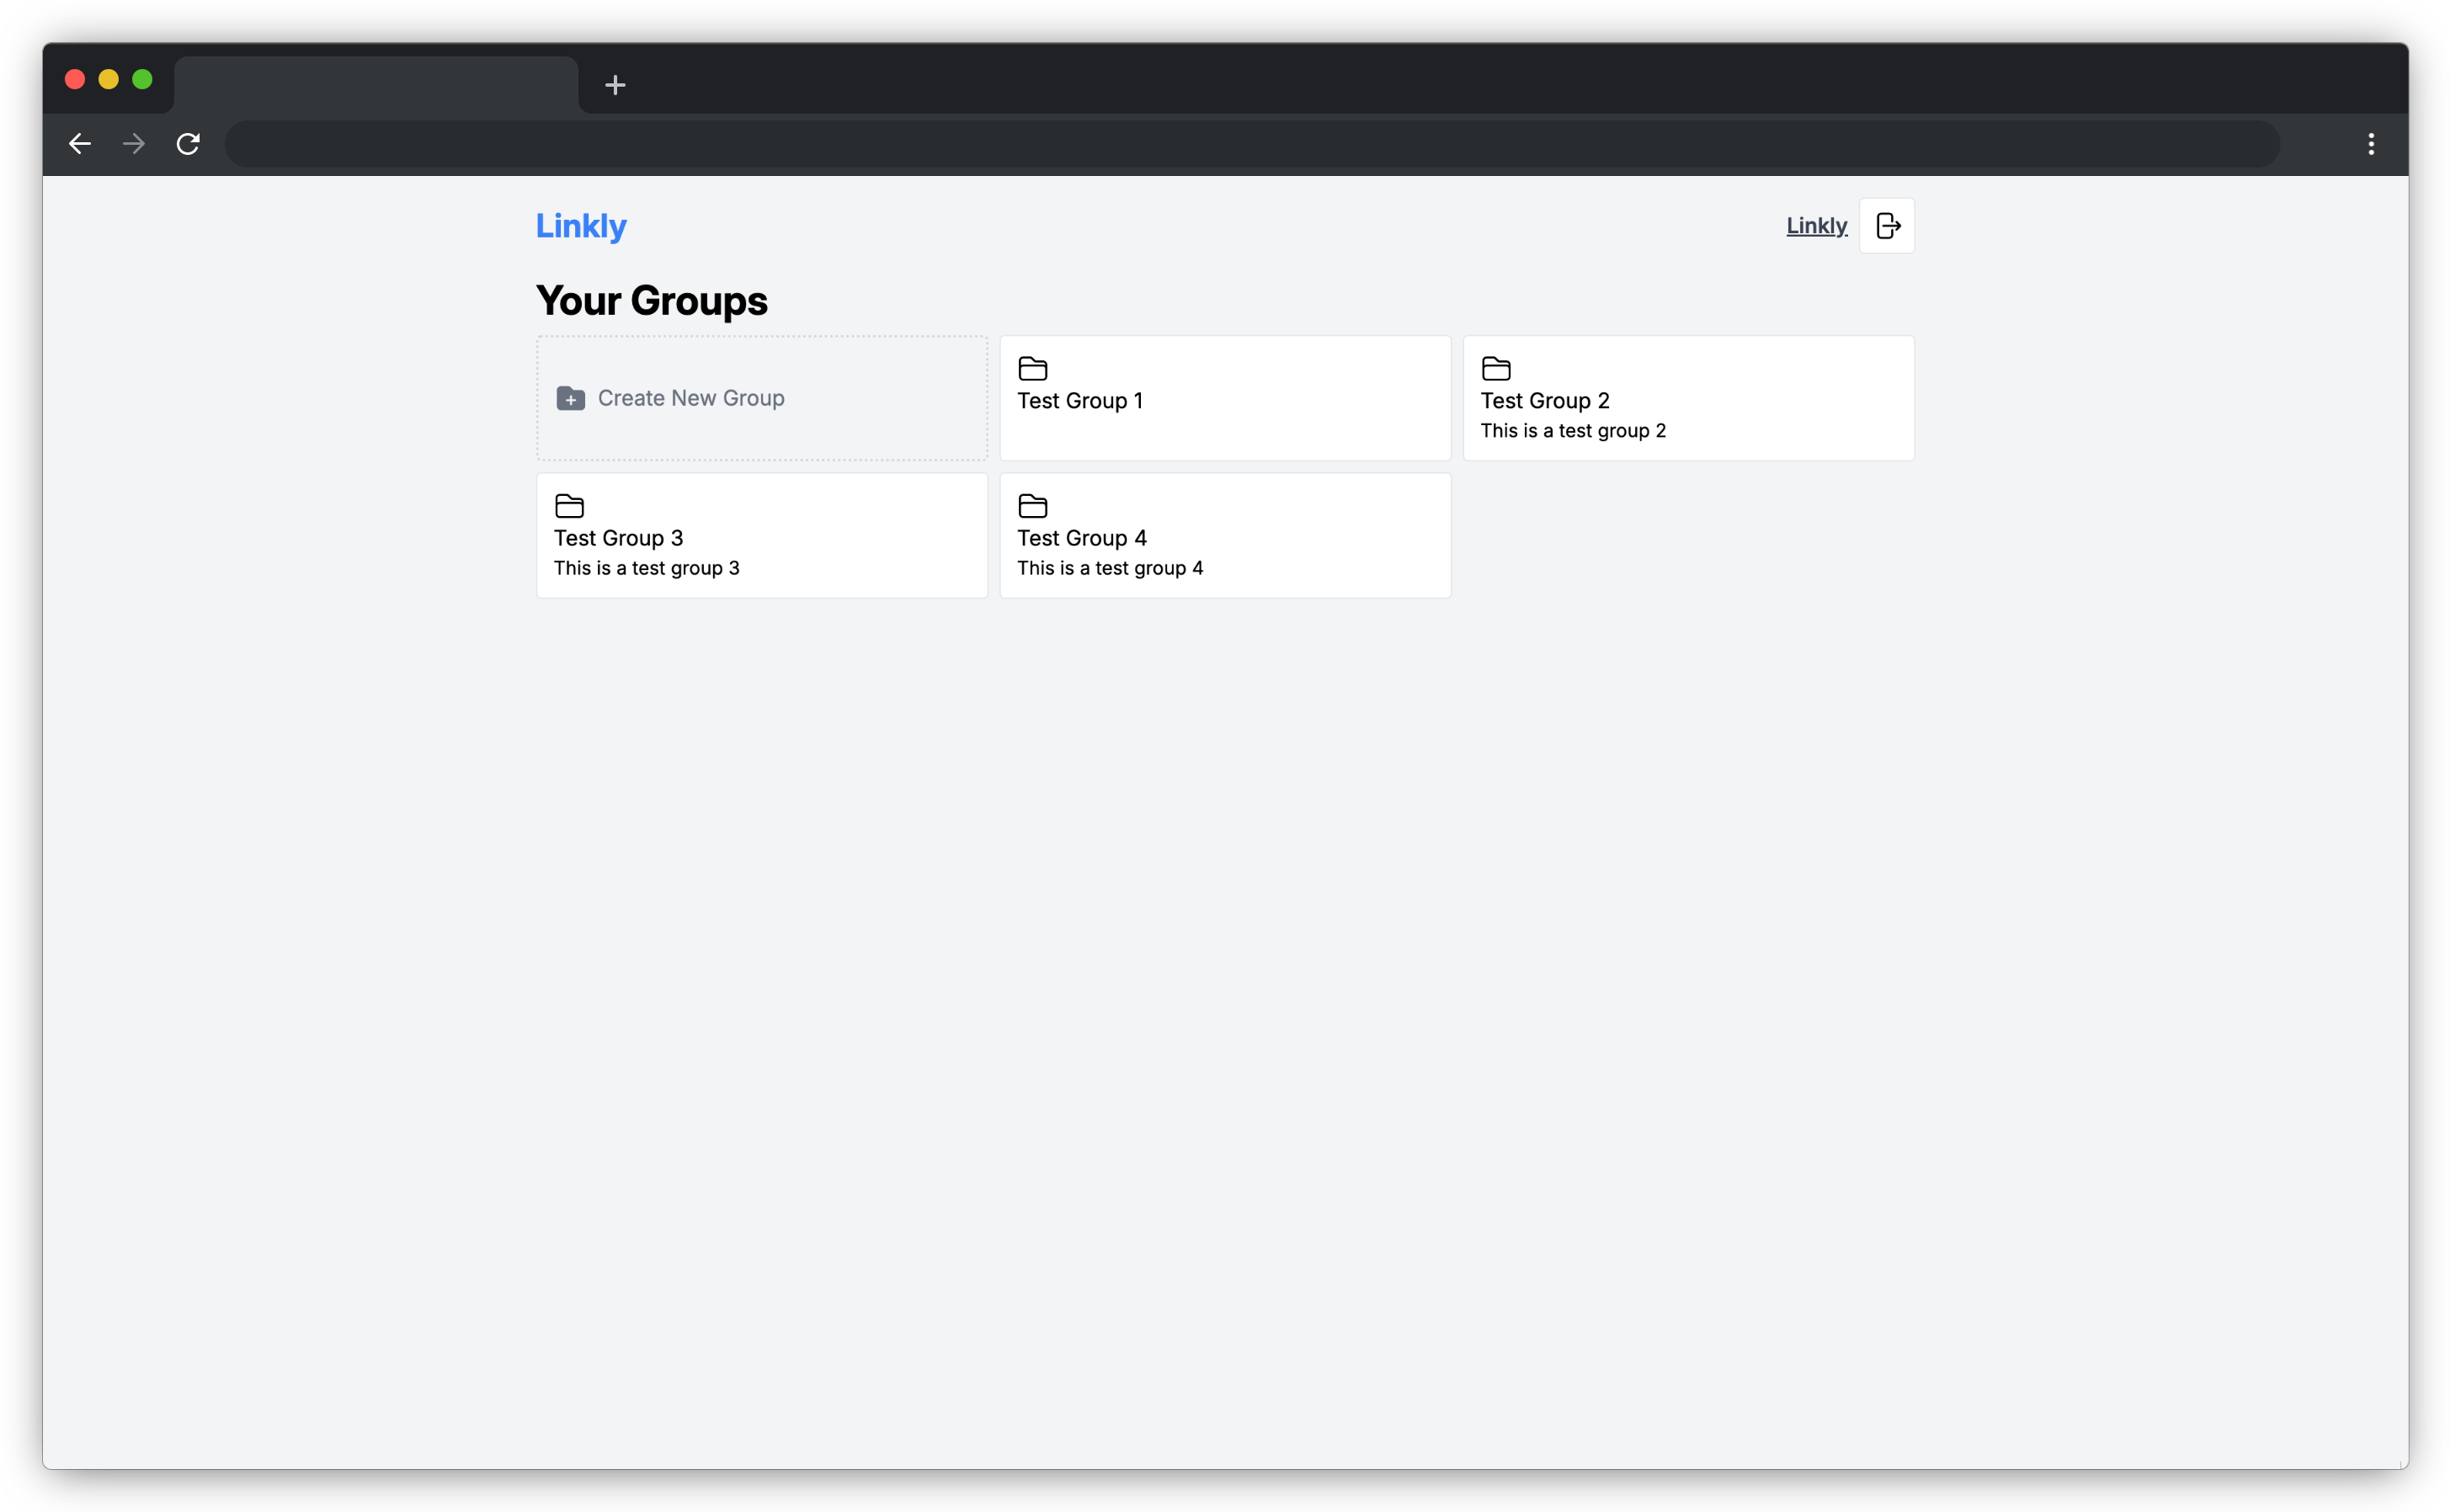 Linkly
Linkly
Your Groups
Create New Group
Test Group 1
Test Group 2
This is a test group 2
Test Group 3
This is a test group 3
Test Group 4
This is a test group 4